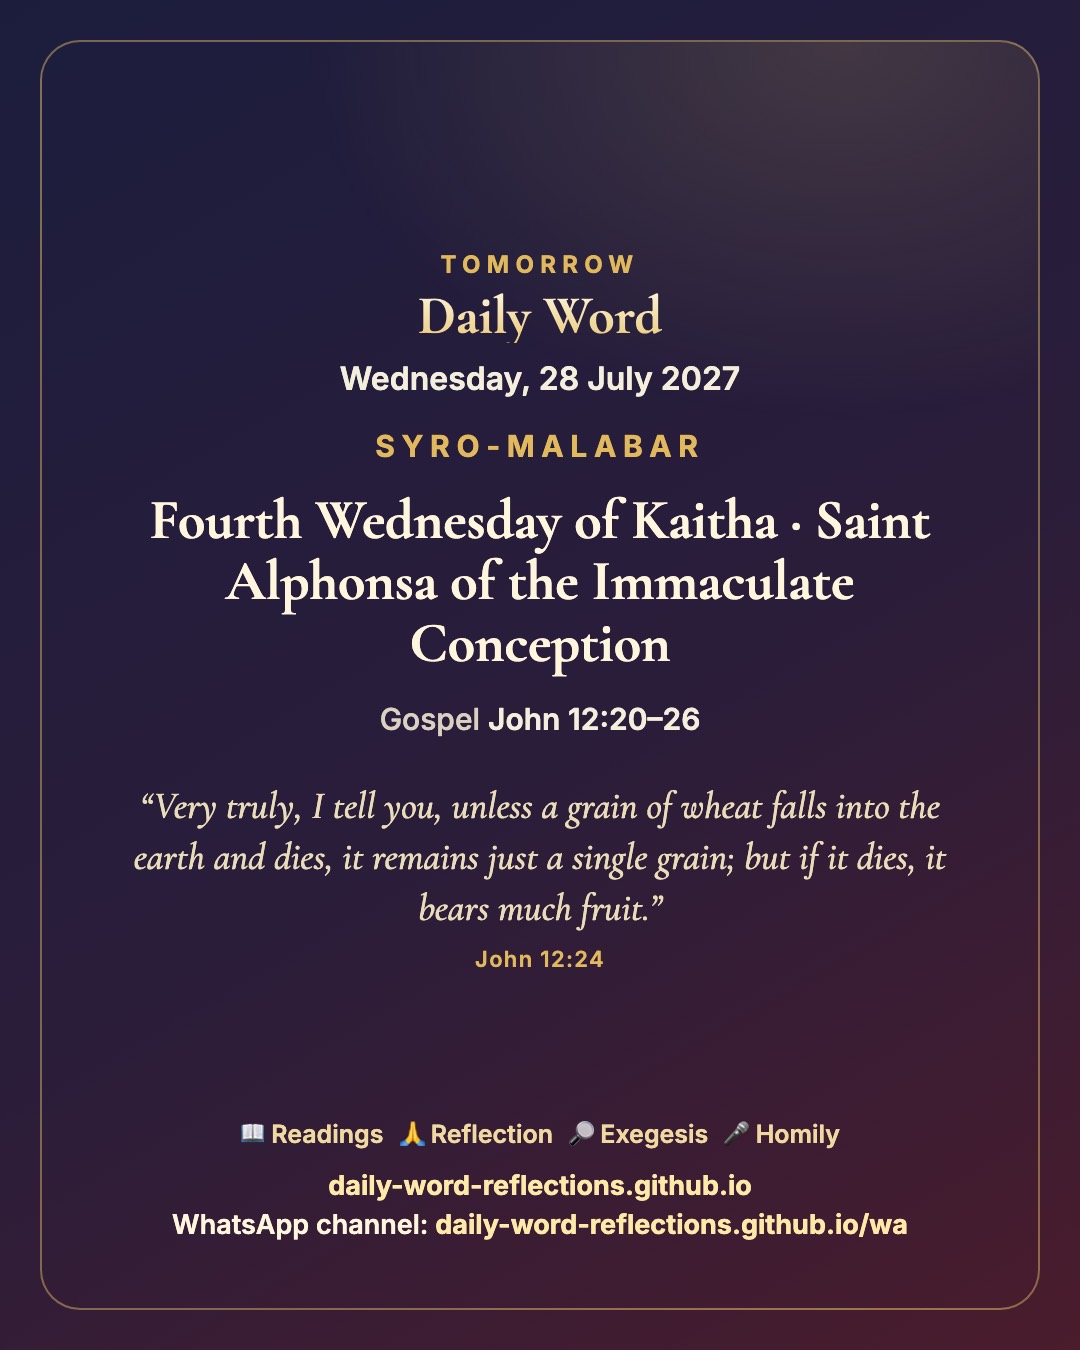 TOMORROW
Daily Word
Wednesday, 28 July 2027
SYRO-MALABAR
Fourth Wednesday of Kaitha · Saint
Alphonsa of the Immaculate
Conception
Gospel John 12:20–26
“Very truly, I tell you, unless a grain of wheat falls into the
earth and dies, it remains just a single grain; but if it dies, it
bears much fruit.”
John 12:24
📖 Readings 🙏 Reflection 🔎 Exegesis 🎤 Homily
daily-word-reflections.github.io
WhatsApp channel: daily-word-reflections.github.io/wa